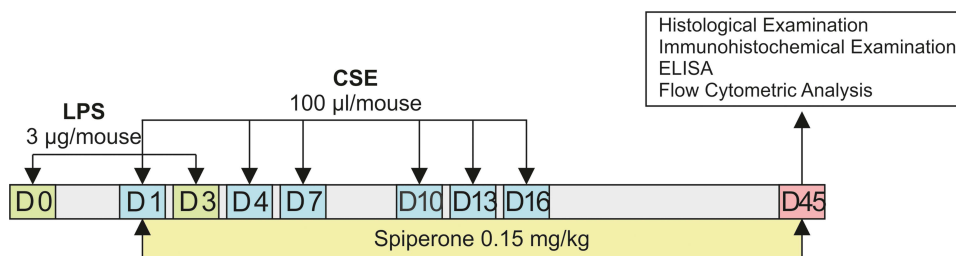 Histological Examination
Immunohistochemical Examination
ELISA
Flow Cytometric Analysis
CSE
100 µl/mouse
LPS
3 µg/mouse
D0 D1 D3 D4 D7 D10 D13 D16 D45
Spiperone 0.15 mg/kg